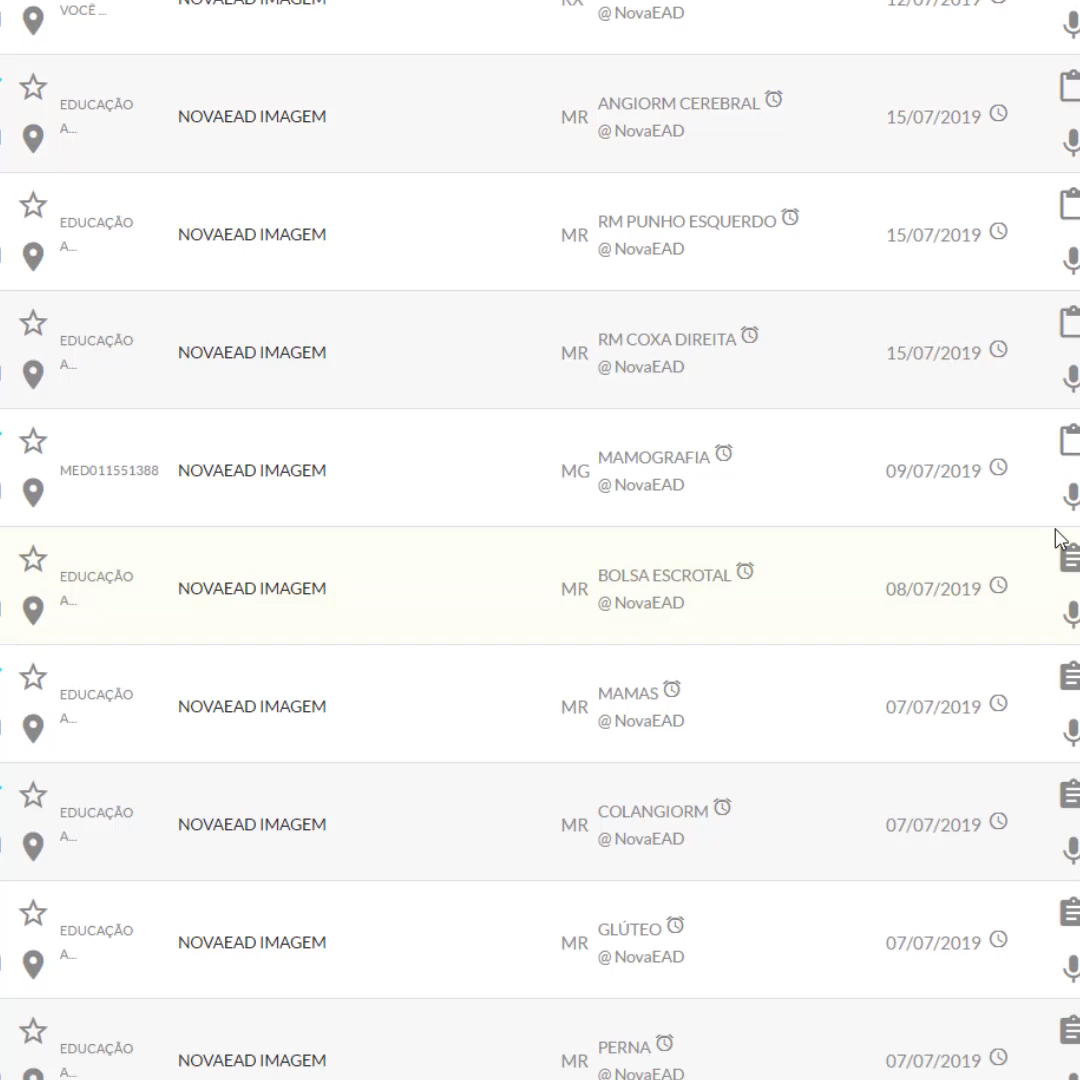 VOCÊ ...
NOVAEAD IMAGEM
RX
@ NovaEAD
12/07/2019
EDUCAÇÃO
A...
NOVAEAD IMAGEM
MR
ANGIORM CEREBRAL
@ NovaEAD
15/07/2019
EDUCAÇÃO
A...
NOVAEAD IMAGEM
MR
RM PUNHO ESQUERDO
@ NovaEAD
15/07/2019
EDUCAÇÃO
A...
NOVAEAD IMAGEM
MR
RM COXA DIREITA
@ NovaEAD
15/07/2019
MED011551388
NOVAEAD IMAGEM
MG
MAMOGRAFIA
@ NovaEAD
09/07/2019
EDUCAÇÃO
A...
NOVAEAD IMAGEM
MR
BOLSA ESCROTAL
@ NovaEAD
08/07/2019
EDUCAÇÃO
A...
NOVAEAD IMAGEM
MR
MAMAS
@ NovaEAD
07/07/2019
EDUCAÇÃO
A...
NOVAEAD IMAGEM
MR
COLANGIORM
@ NovaEAD
07/07/2019
EDUCAÇÃO
A...
NOVAEAD IMAGEM
MR
GLÚTEO
@ NovaEAD
07/07/2019
EDUCAÇÃO
A...
NOVAEAD IMAGEM
MR
PERNA
@ NovaEAD
07/07/2019